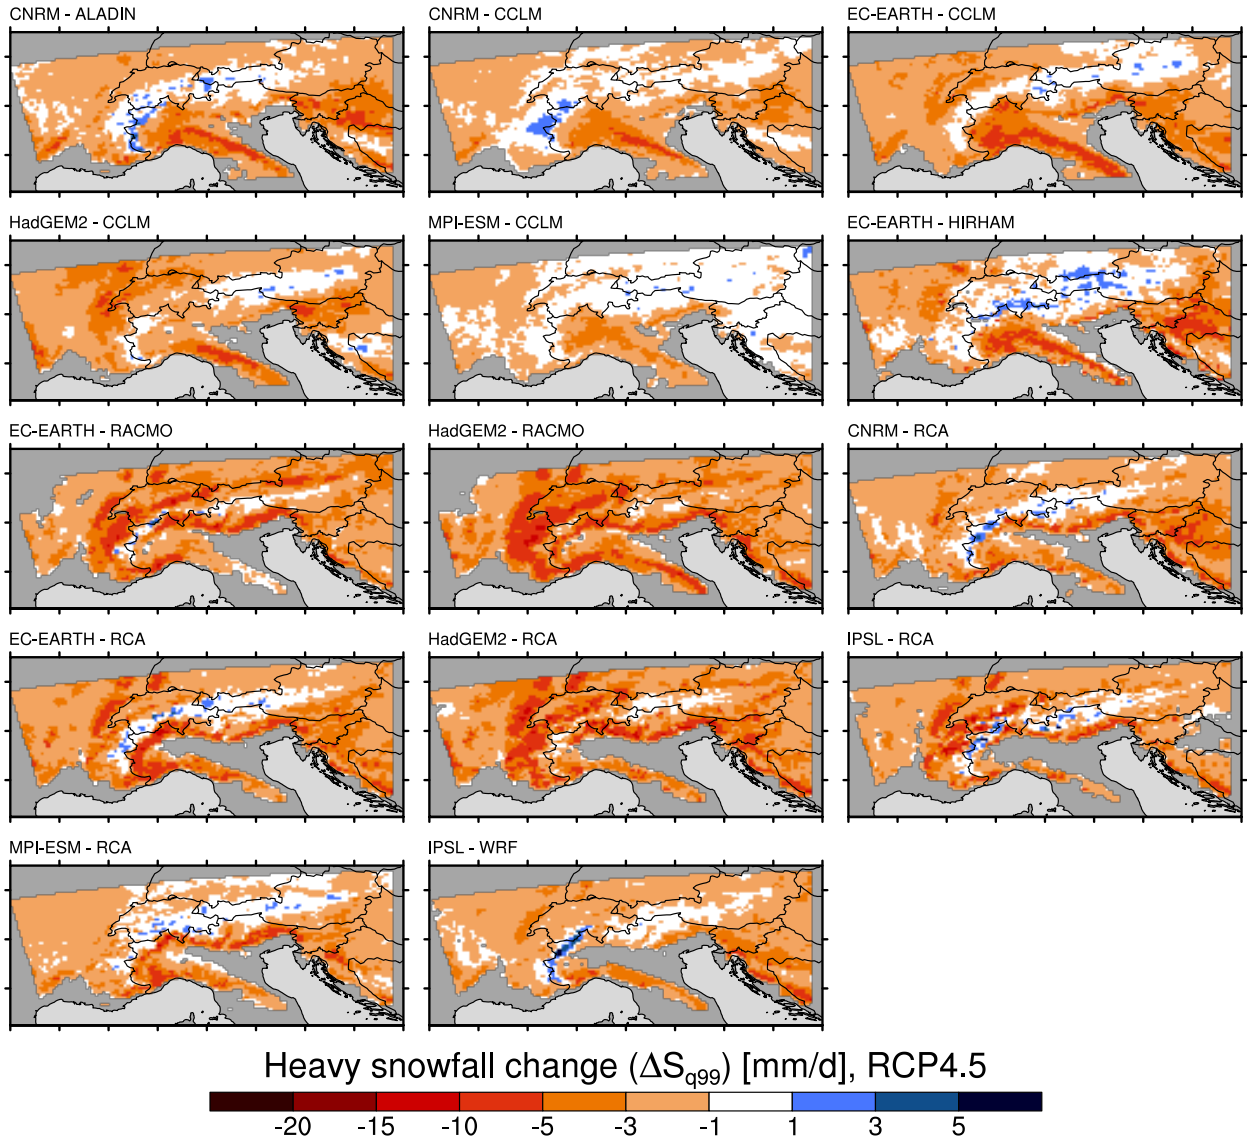 CNRM - ALADIN
CNRM - CCLM
EC-EARTH - CCLM
HadGEM2 - CCLM
MPI-ESM - CCLM
EC-EARTH - HIRHAM
EC-EARTH - RACMO
HadGEM2 - RACMO
CNRM - RCA
EC-EARTH - RCA
HadGEM2 - RCA
IPSL - RCA
MPI-ESM - RCA
IPSL - WRF
Heavy snowfall change (ΔS_q99) [mm/d], RCP4.5
-20 -15 -10 -5 -3 -1 1 3 5